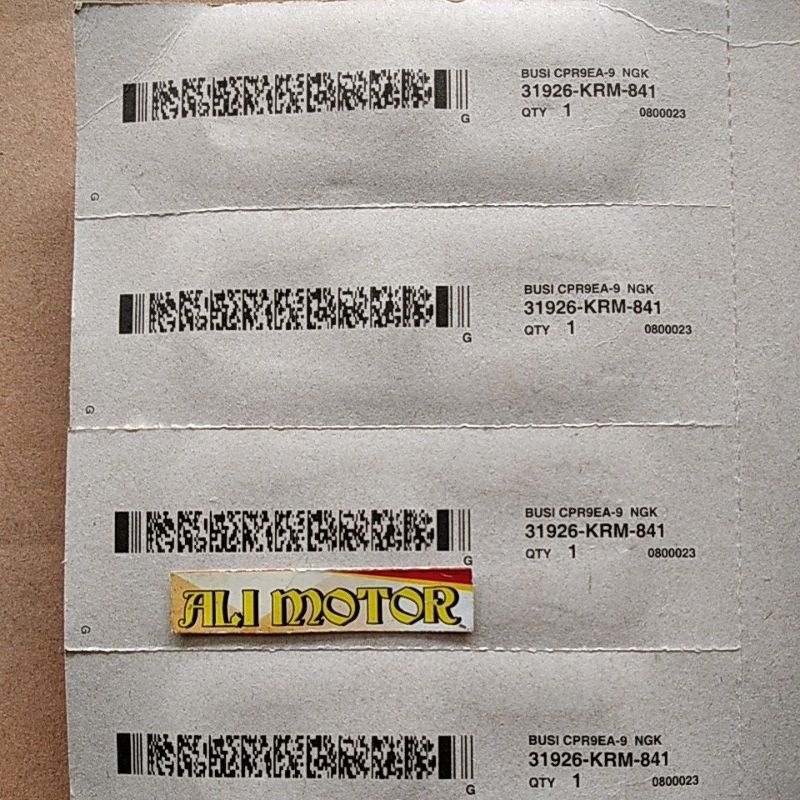 BUSI CPR9EA-9 NGK
31926-KRM-841
QTY 1 0800023
G
G
BUSI CPR9EA-9 NGK
31926-KRM-841
QTY 1 0800023
G
G
BUSI CPR9EA-9 NGK
31926-KRM-841
QTY 1 0800023
G
ALI MOTOR
G
BUSI CPR9EA-9 NGK
31926-KRM-841
QTY 1 0800023
G